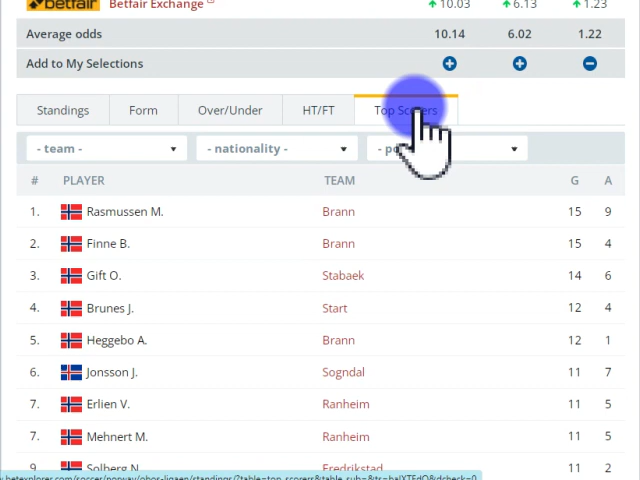 betfair Betfair Exchange 10.03 6.13 1.23
Average odds 10.14 6.02 1.22
Add to My Selections
Standings Form Over/Under HT/FT Top Scorers
- team - - nationality -
# PLAYER TEAM G A
1. Rasmussen M. Brann 15 9
2. Finne B. Brann 15 4
3. Gift O. Stabaek 14 6
4. Brunes J. Start 12 4
5. Heggebo A. Brann 12 1
6. Jonsson J. Sogndal 11 7
7. Erlien V. Ranheim 11 5
7. Mehnert M. Ranheim 11 5
9. Solberg N. Fredrikstad 11 2